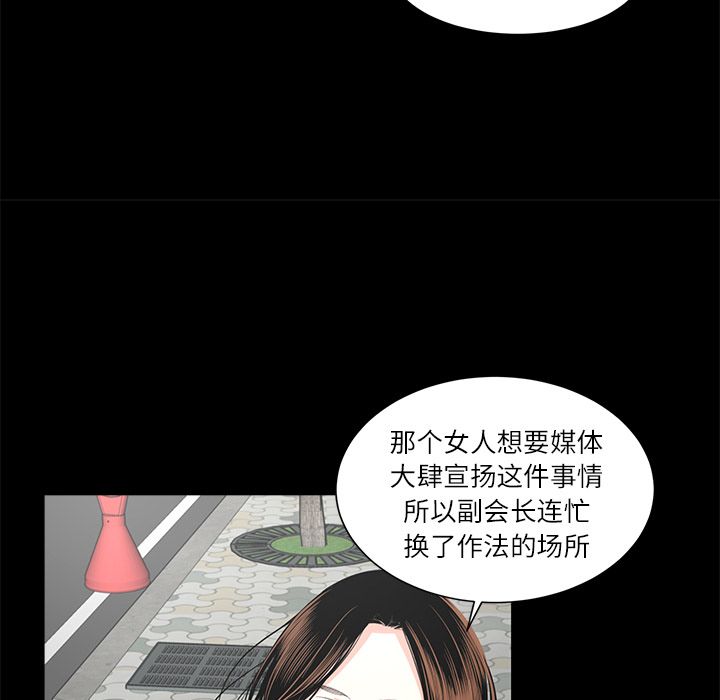 那个女人想要媒体
大肆宣扬这件事情
所以副会长连忙
换了作法的场所